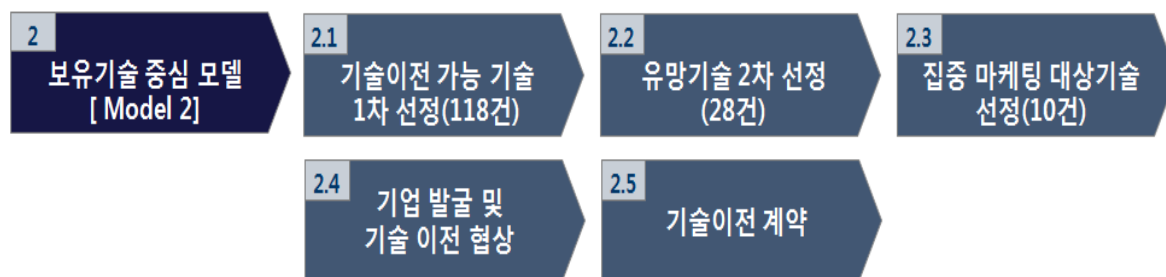 2
보유기술 중심 모델
[ Model 2]
2.1
기술이전 가능 기술
1차 선정(118건)
2.2
유망기술 2차 선정
(28건)
2.3
집중 마케팅 대상기술
선정(10건)
2.4
기업 발굴 및
기술 이전 협상
2.5
기술이전 계약